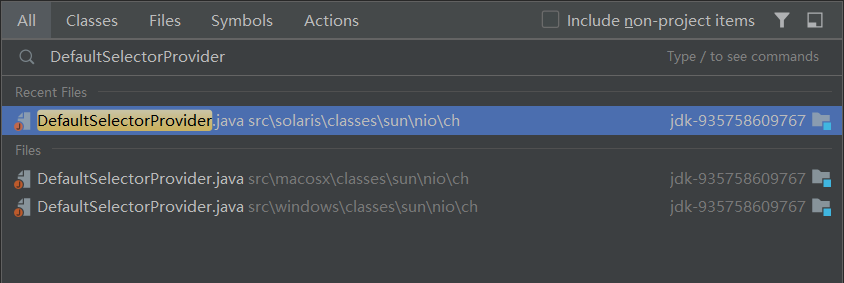 All Classes Files Symbols Actions Include non-project items
DefaultSelectorProvider Type / to see commands
Recent Files
DefaultSelectorProvider.java src\solaris\classes\sun\nio\ch jdk-935758609767
Files
DefaultSelectorProvider.java src\macosx\classes\sun\nio\ch jdk-935758609767
DefaultSelectorProvider.java src\windows\classes\sun\nio\ch jdk-935758609767